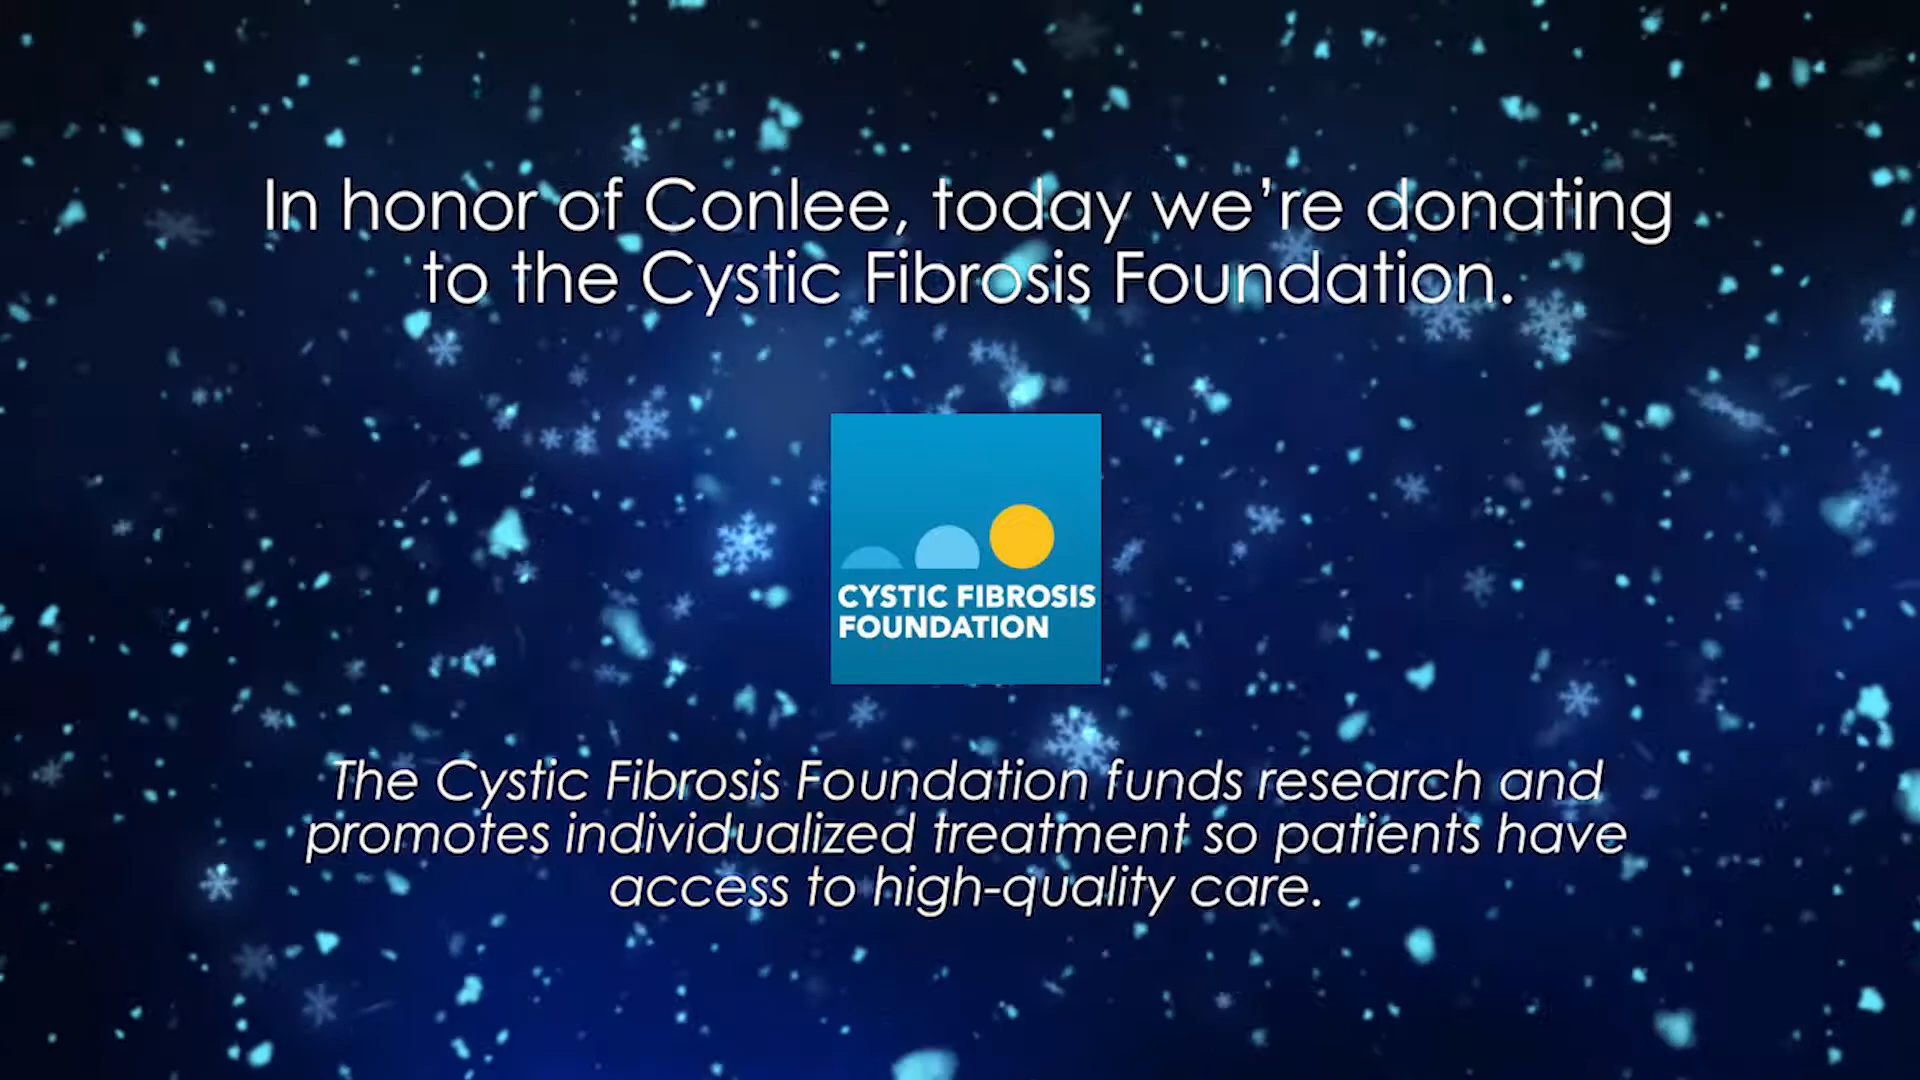 In honor of Conlee, today we’re donating
to the Cystic Fibrosis Foundation.
CYSTIC FIBROSIS
FOUNDATION
The Cystic Fibrosis Foundation funds research and
promotes individualized treatment so patients have
access to high-quality care.